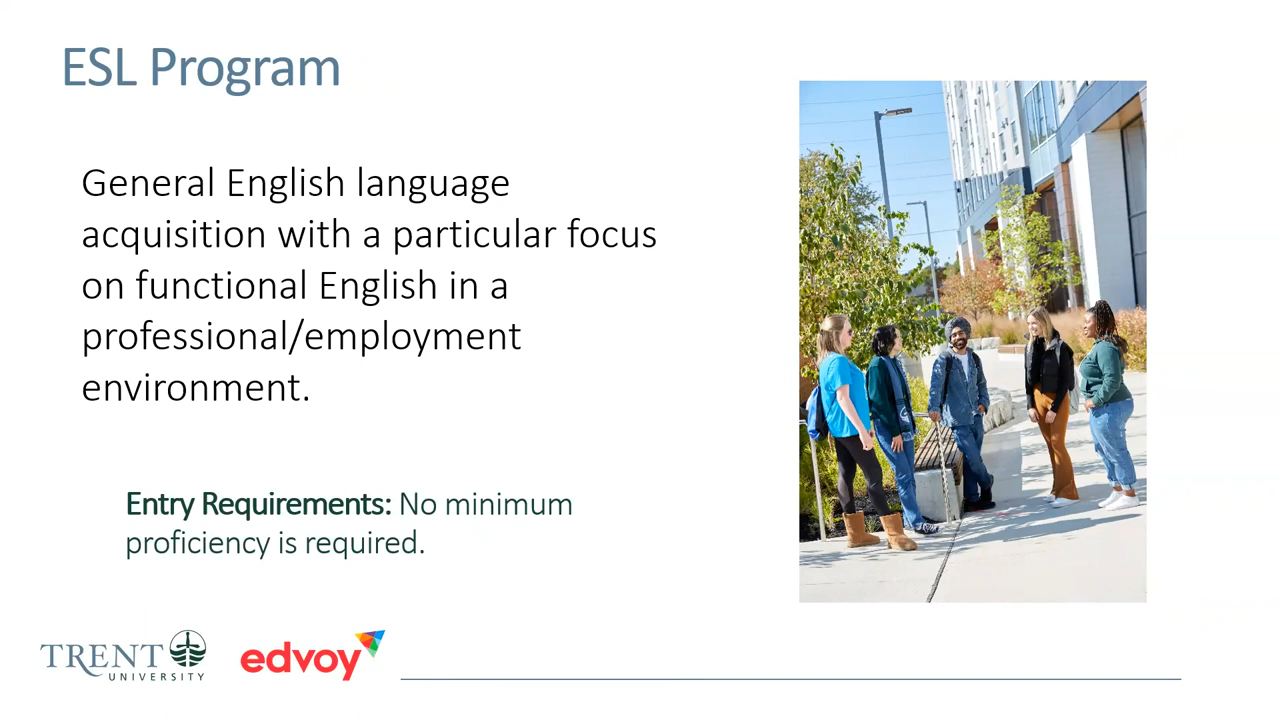 ESL Program
General English language
acquisition with a particular focus
on functional English in a
professional/employment
environment.
Entry Requirements: No minimum
proficiency is required.
TRENT
UNIVERSITY
edvoy